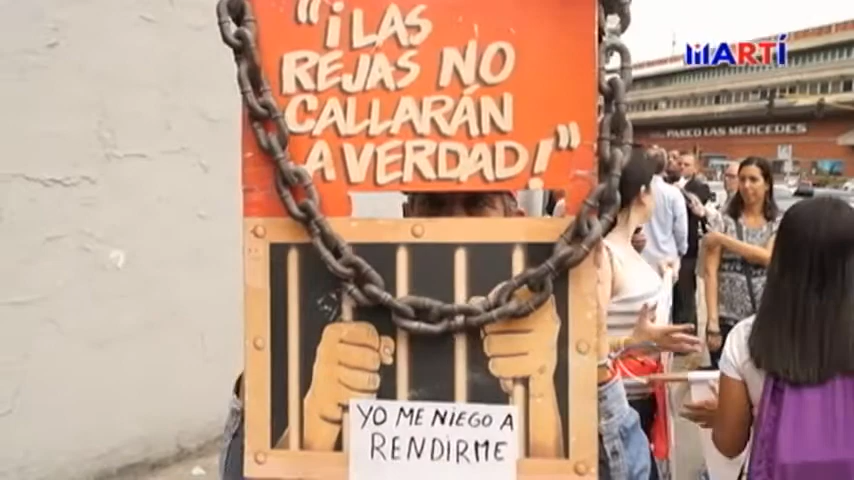 "¡LAS
REJAS NO
CALLARÁN
A VERDAD!"
MARTÍ
PASEO LAS MERCEDES
YO ME NIEGO A
RENDIRME